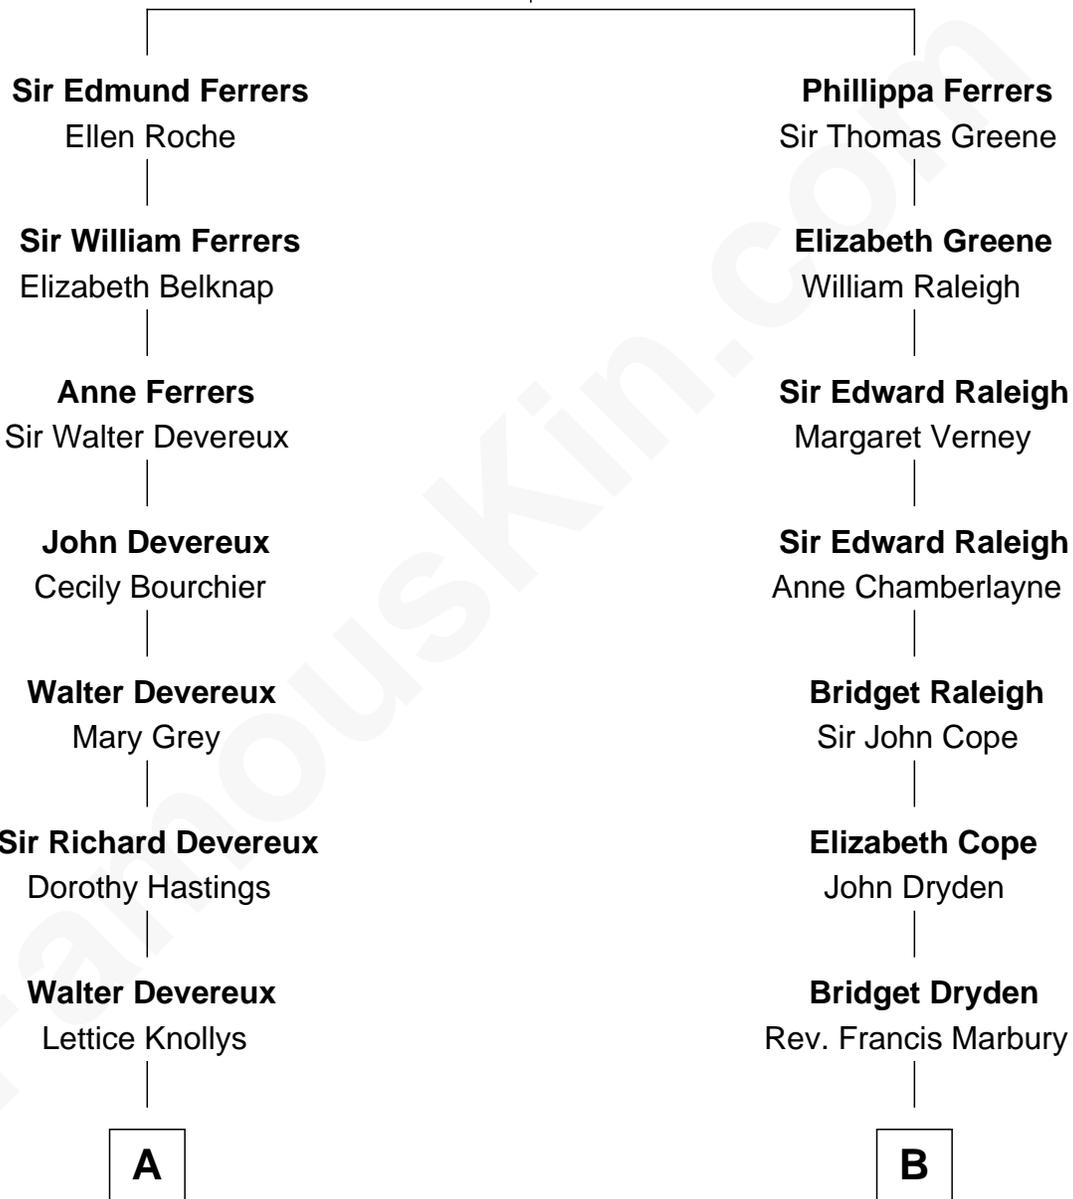 Sir Edmund Ferrers
Ellen Roche
Sir William Ferrers
Elizabeth Belknap
Anne Ferrers
Sir Walter Devereux
John Devereux
Cecily Bourchier
Walter Devereux
Mary Grey
Sir Richard Devereux
Dorothy Hastings
Walter Devereux
Lettice Knollys
A
Phillippa Ferrers
Sir Thomas Greene
Elizabeth Greene
William Raleigh
Sir Edward Raleigh
Margaret Verney
Sir Edward Raleigh
Anne Chamberlayne
Bridget Raleigh
Sir John Cope
Elizabeth Cope
John Dryden
Bridget Dryden
Rev. Francis Marbury
B
FamousKin.com